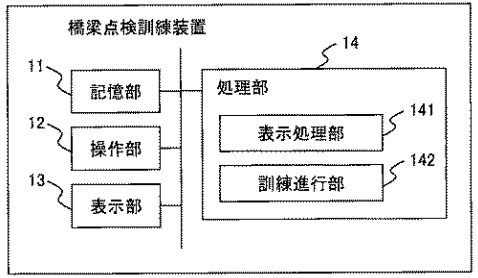 橋梁点検訓練装置
11
記憶部
12
操作部
13
表示部
14
処理部
141
表示処理部
142
訓練進行部